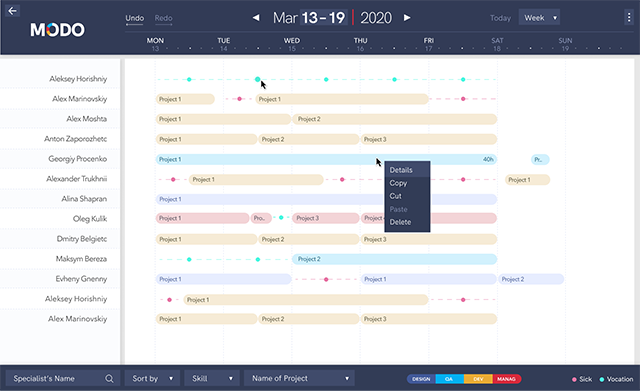 MODO
Undo Redo
◀ Mar 13–19 | 2020 ▶
Today Week ▼
MON TUE WED THU FRI SAT SUN
13 14 15 16 17 18 19
Aleksey Horishniy
Alex Marinovskiy Project 1 Project 1
Alex Moshta Project 1 Project 2
Anton Zaporozhetc Project 1 Project 2 Project 3
Georgiy Procenko Project 1 40h Pr..
Alexander Trukhnii Project 1 Project 1
Details
Copy
Cut
Paste
Delete
Alina Shapran Project 1
Oleg Kulik Project 1 Pro.. Project 3
Dmitry Belgietc Project 1 Project 2 Project 3
Maksym Bereza Project 2
Evheny Gnenny Project 1 Project 1 Project 2
Aleksey Horishniy Project 1
Alex Marinovskiy Project 1 Project 2 Project 3
Specialist's Name Sort by ▼ Skill ▼ Name of Project ▼
DESIGN QA DEV MANAG
Sick Vocation